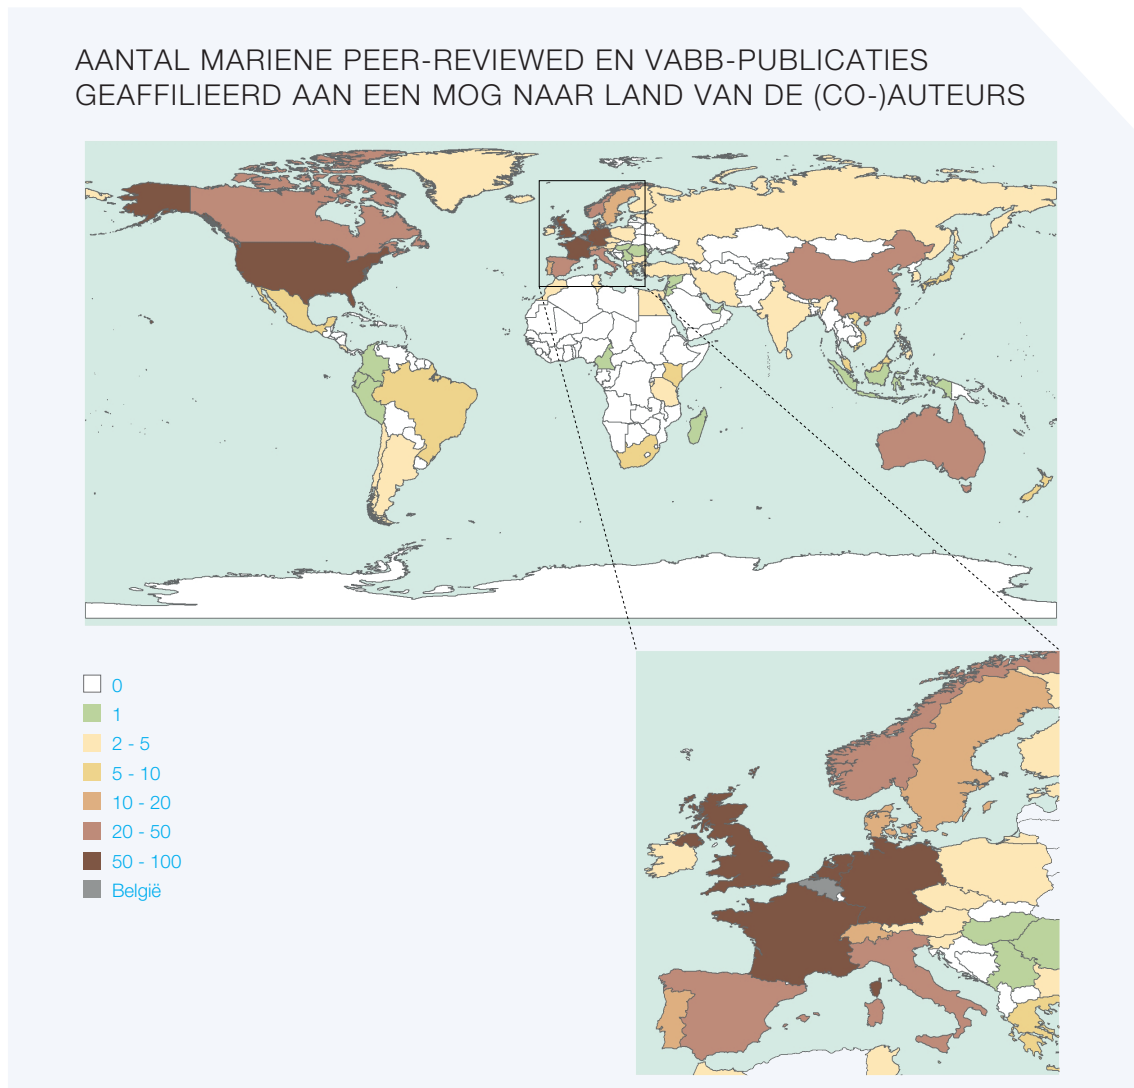 AANTAL MARIENE PEER-REVIEWED EN VABB-PUBLICATIES
GEAFFILIEERD AAN EEN MOG NAAR LAND VAN DE (CO-)AUTEURS
0
1
2 - 5
5 - 10
10 - 20
20 - 50
50 - 100
België